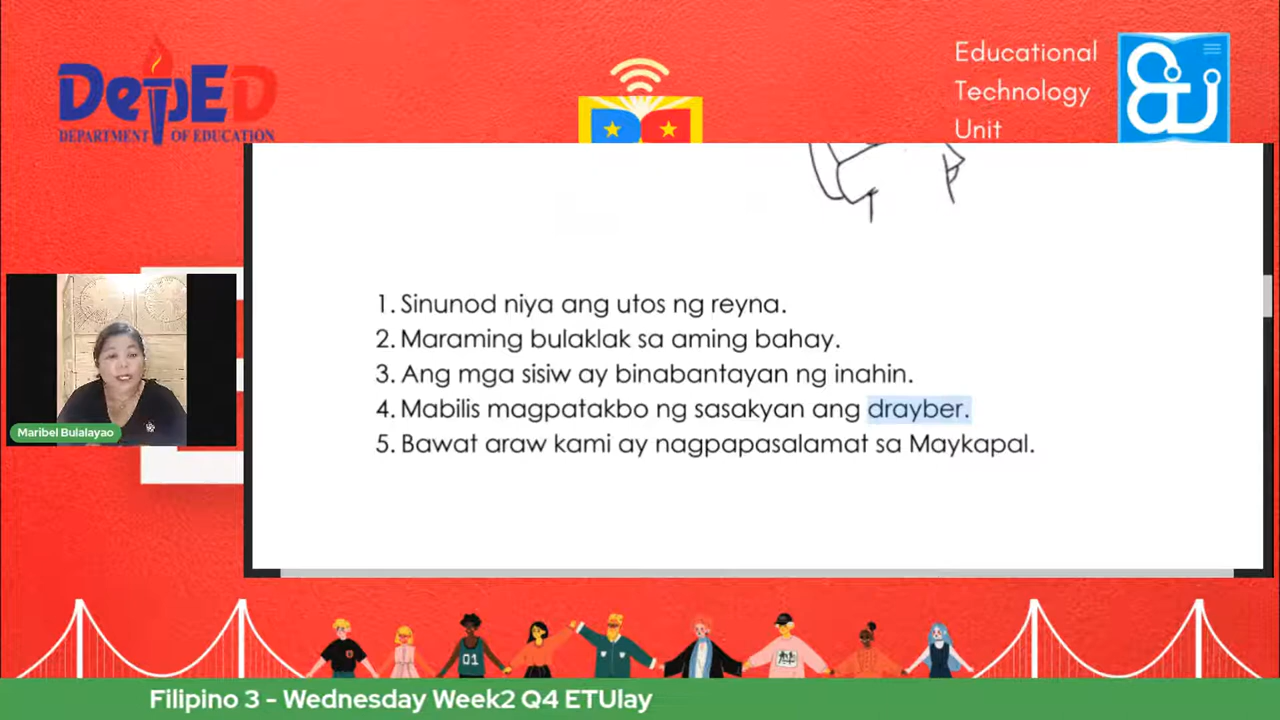 DepED
DEPARTMENT OF EDUCATION
Educational
Technology
Unit
1. Sinunod niya ang utos ng reyna.
2. Maraming bulaklak sa aming bahay.
3. Ang mga sisiw ay binabantayan ng inahin.
4. Mabilis magpatakbo ng sasakyan ang drayber.
5. Bawat araw kami ay nagpapasalamat sa Maykapal.
Maribel Bulalayao
01
Filipino 3 - Wednesday Week2 Q4 ETUlay